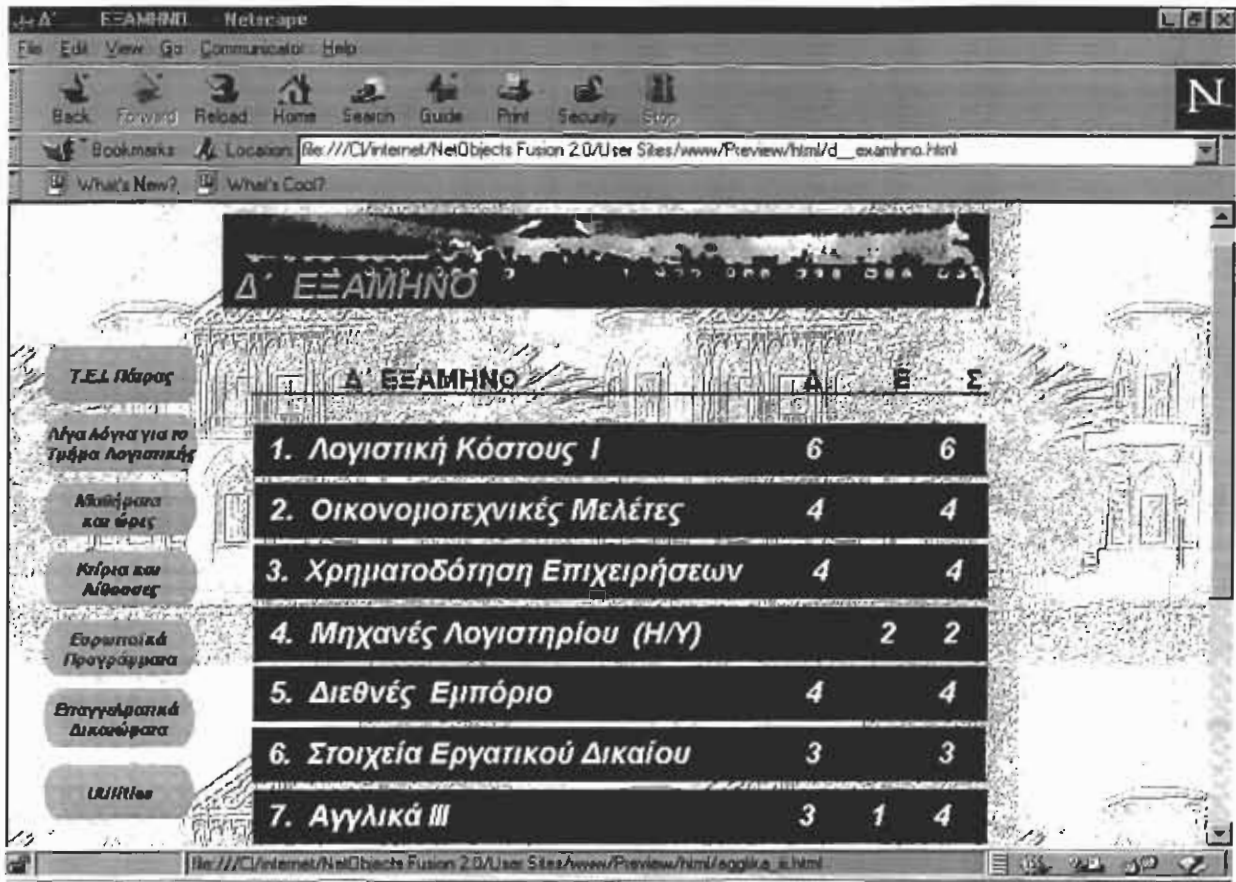 Δ΄ ΕΞΑΜΗΝΟ Netscape
File Edit View Go Communicator Help
Back Forward Reload Home Search Guide Print Security Stop
Bookmarks Location: file:///C|/internet/NetObjects Fusion 2.0/User Sites/www/Preview/html/d__examhno.html
What's New? What's Cool?
Δ΄ ΕΞΑΜΗΝΟ
Τ.Ε.Ι. Πάτρας
Λίγα λόγια για το
Τμήμα Λογιστικής
Μαθήματα
και ώρες
Κτίρια και
Αίθουσες
Ευρωπαϊκά
Προγράμματα
Επαγγελματικά
Δικαιώματα
Utilities
Δ΄ ΕΞΑΜΗΝΟ Δ Ε Σ
1. Λογιστική Κόστους Ι 6 6
2. Οικονομοτεχνικές Μελέτες 4 4
3. Χρηματοδότηση Επιχειρήσεων 4 4
4. Μηχανές Λογιστηρίου (Η/Υ) 2 2
5. Διεθνές Εμπόριο 4 4
6. Στοιχεία Εργατικού Δικαίου 3 3
7. Αγγλικά ΙΙΙ 3 1 4
file:///C|/internet/NetObjects Fusion 2.0/User Sites/www/Preview/html/agglika_iii.html